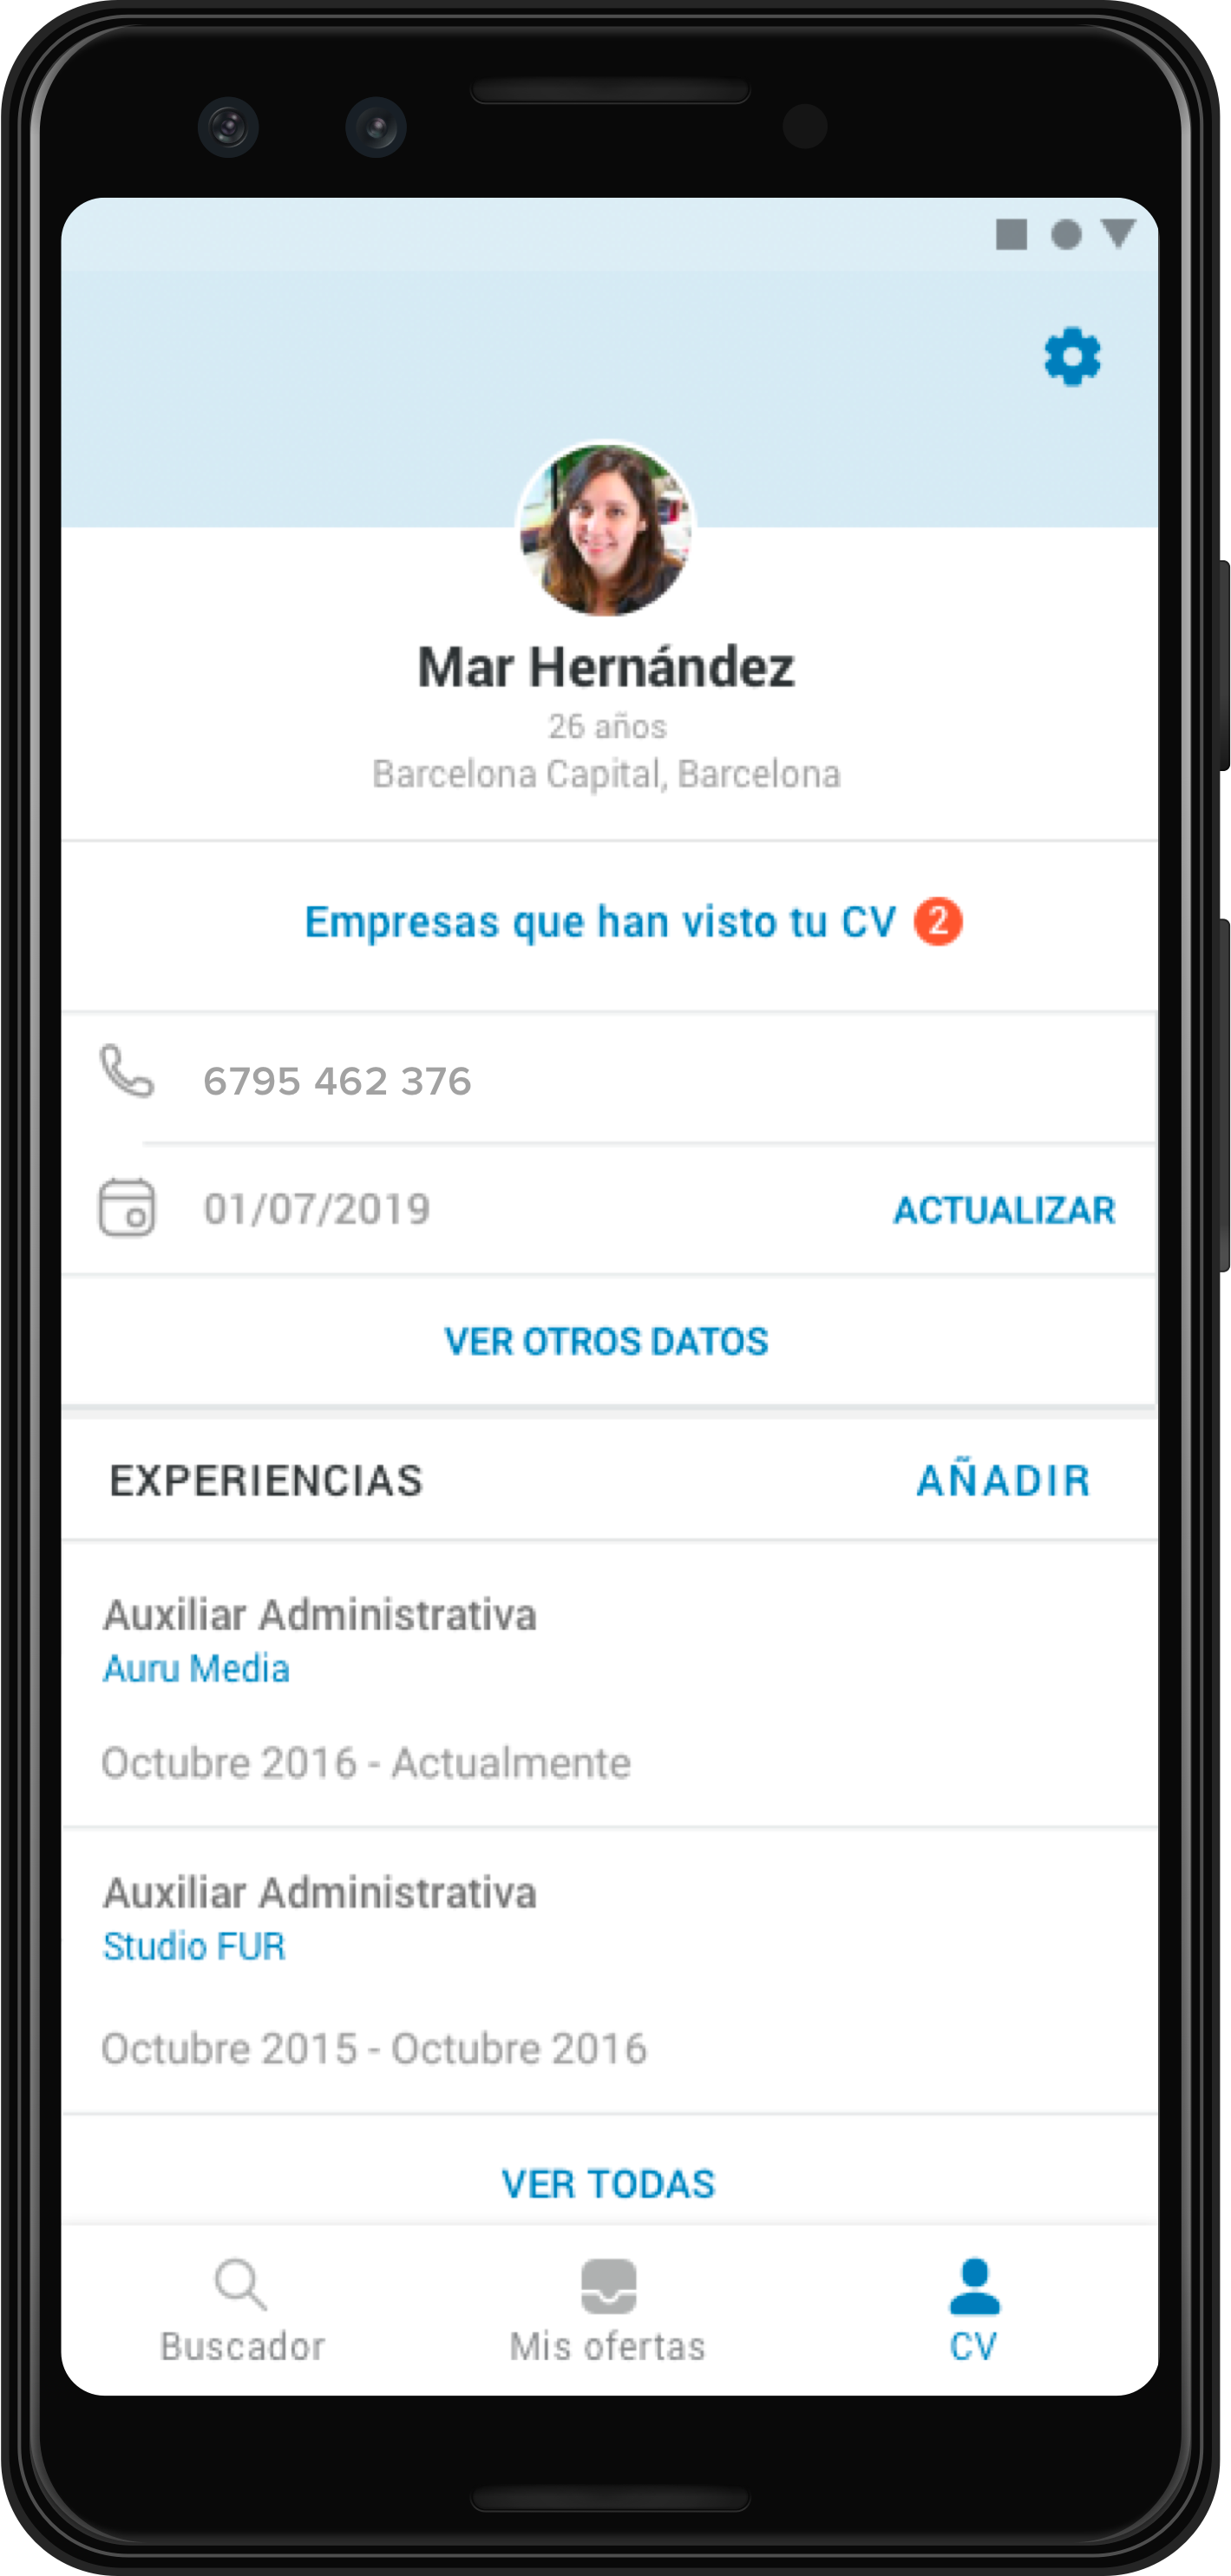 Mar Hernández
26 años
Barcelona Capital, Barcelona
Empresas que han visto tu CV 2
6795 462 376
01/07/2019 ACTUALIZAR
VER OTROS DATOS
EXPERIENCIAS AÑADIR
Auxiliar Administrativa
Auru Media
Octubre 2016 - Actualmente
Auxiliar Administrativa
Studio FUR
Octubre 2015 - Octubre 2016
VER TODAS
Buscador Mis ofertas CV